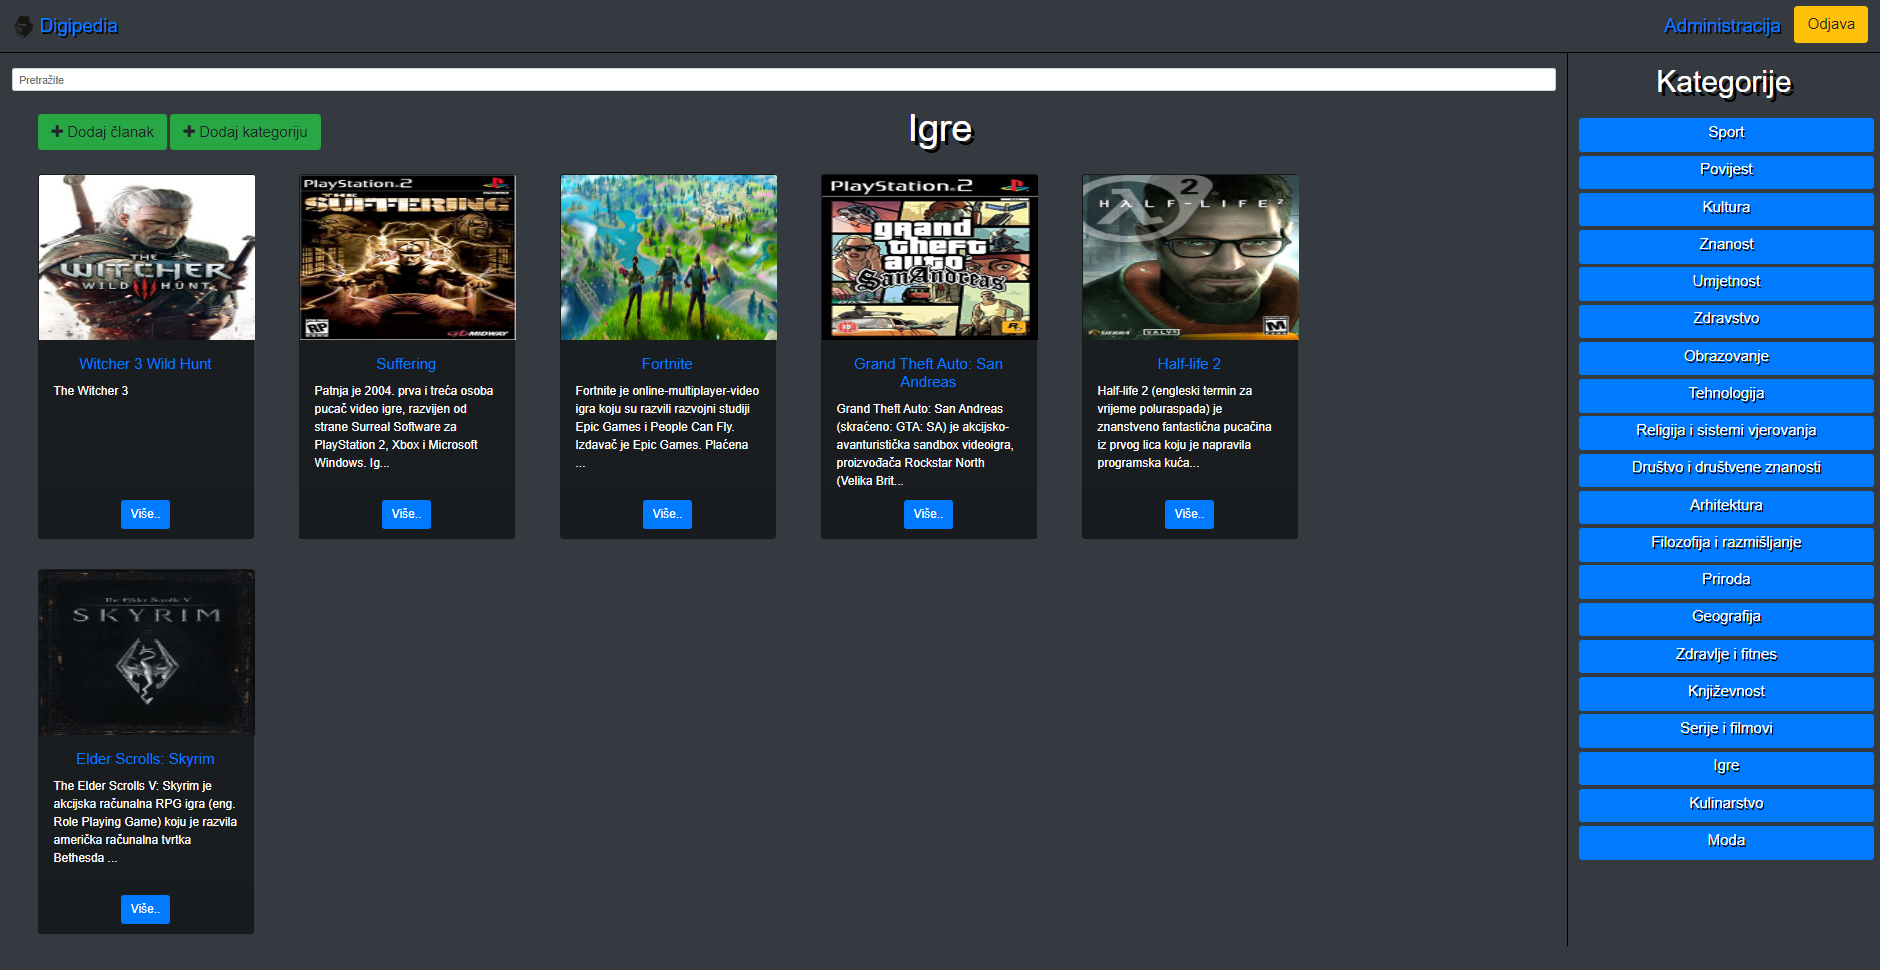 Digipedia
Administracija
Odjava
Pretražite
Dodaj članak
Dodaj kategoriju
Igre
THE
WITCHER
WILD HUNT
Witcher 3 Wild Hunt
The Witcher 3
Više..
PlayStation.2
THE
SUFFERING
RP
MIDWAY
Suffering
Patnja je 2004. prva i treća osoba
pucač video igre, razvijen od
strane Surreal Software za
PlayStation 2, Xbox i Microsoft
Windows. Ig...
Više..
Fortnite
Fortnite je online-multiplayer-video
igra koju su razvili razvojni studiji
Epic Games i People Can Fly.
Izdavač je Epic Games. Plaćena
...
Više..
PlayStation.2
grand
theft
auto
San Andreas
18
R
Grand Theft Auto: San
Andreas
Grand Theft Auto: San Andreas
(skraćeno: GTA: SA) je akcijsko-
avanturistička sandbox videoigra,
proizvođača Rockstar North
(Velika Brit...
Više..
2
HALF-LIFE²
SIERRA
VALVE
M
Half-life 2
Half-life 2 (engleski termin za
vrijeme poluraspada) je
znanstveno fantastična pucačina
iz prvog lica koju je napravila
programska kuća...
Više..
The Elder Scrolls V
SKYRIM
Elder Scrolls: Skyrim
The Elder Scrolls V: Skyrim je
akcijska računalna RPG igra (eng.
Role Playing Game) koju je razvila
američka računalna tvrtka
Bethesda ...
Više..
Kategorije
Sport
Povijest
Kultura
Znanost
Umjetnost
Zdravstvo
Obrazovanje
Tehnologija
Religija i sistemi vjerovanja
Društvo i društvene znanosti
Arhitektura
Filozofija i razmišljanje
Priroda
Geografija
Zdravlje i fitnes
Književnost
Serije i filmovi
Igre
Kulinarstvo
Moda